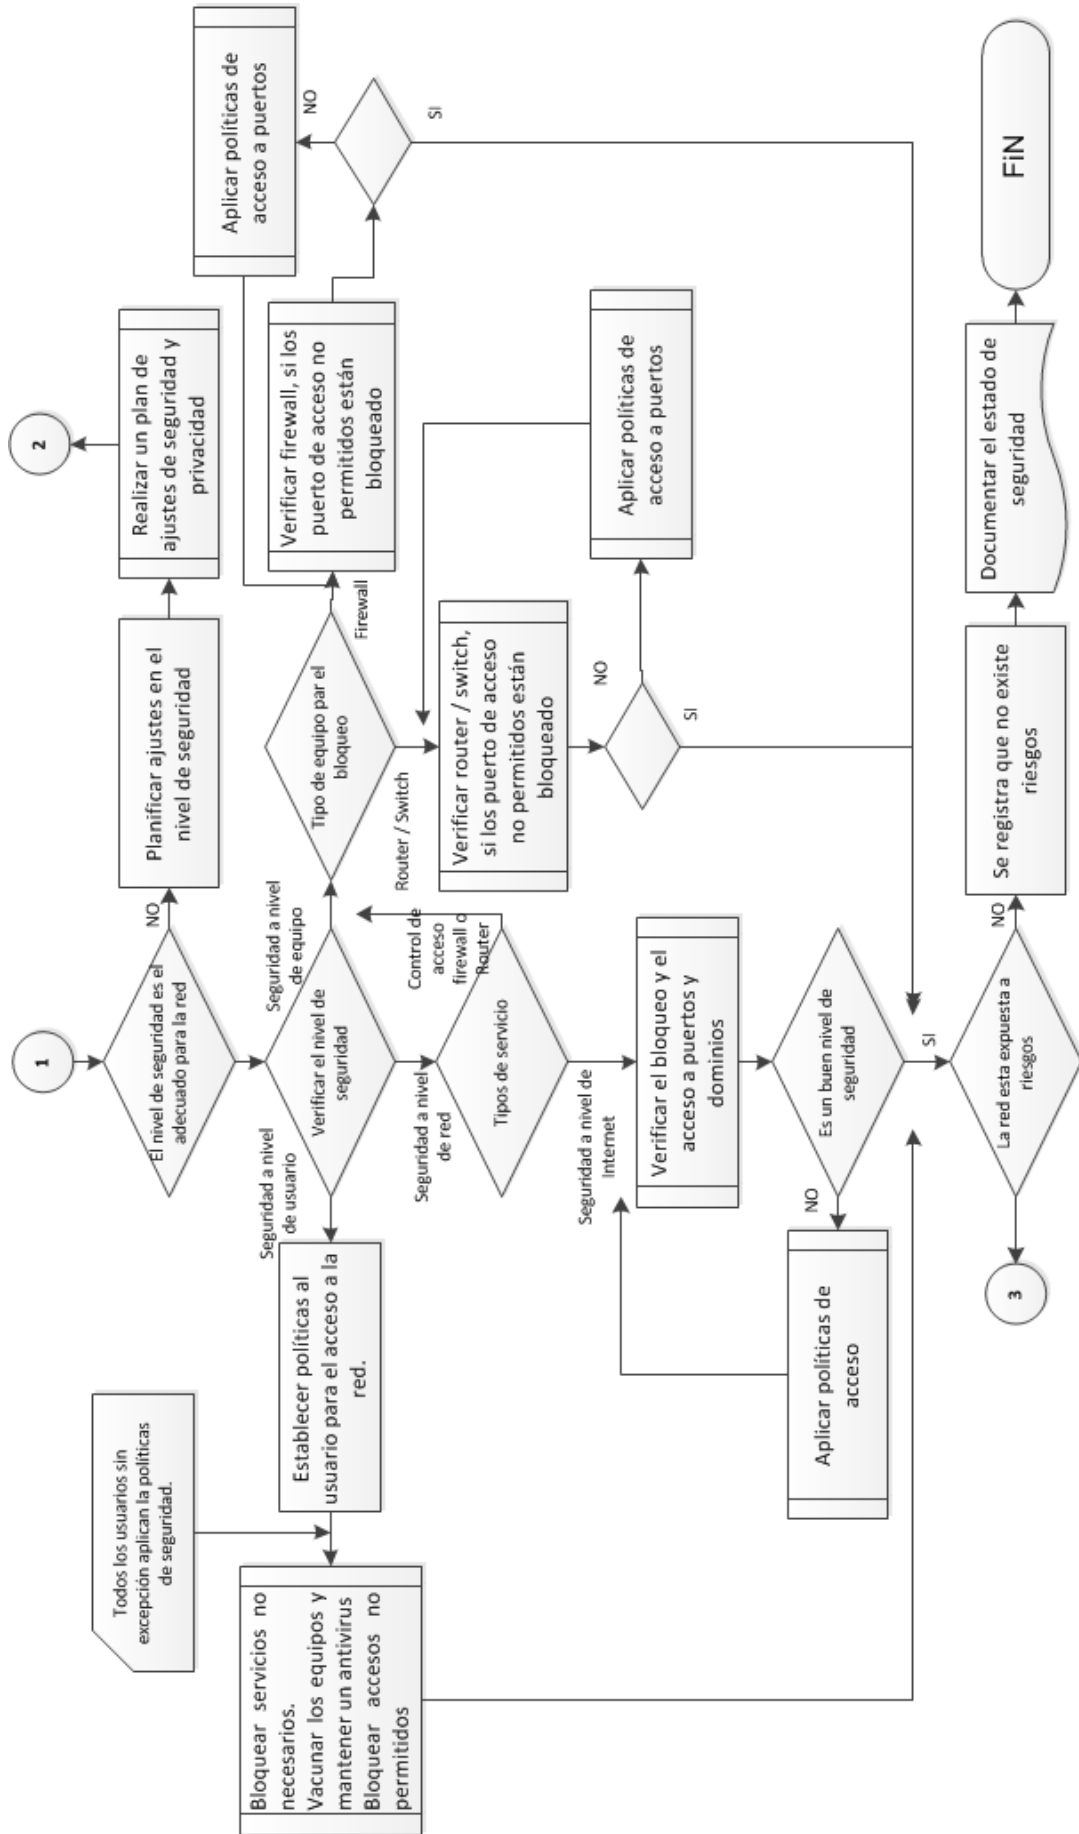 1
El nivel de seguridad es el
adecuado para la red
NO
Planificar ajustes en el
nivel de seguridad
Realizar un plan de
ajustes de seguridad y
privacidad
2
Verificar el nivel de
seguridad
Seguridad a nivel
de usuario
Establecer políticas al
usuario para el acceso a la
red.
Todos los usuarios sin
excepción aplican la políticas
de seguridad.
Bloquear servicios no
necesarios.
Vacunar los equipos y
mantener un antivirus
Bloquear accesos no
permitidos
Seguridad a nivel
de equipo
Tipo de equipo par el
bloqueo
Firewall
Verificar firewall, si los
puerto de acceso no
permitidos están
bloqueado
NO
SI
Aplicar políticas de
acceso a puertos
Router / Switch
Verificar router / switch,
si los puerto de acceso
no permitidos están
bloqueado
NO
SI
Aplicar políticas de
acceso a puertos
Seguridad a nivel
de red
Tipos de servicio
Control de
acceso
firewall o
Router
Seguridad a nivel de
Internet
Verificar el bloqueo y el
acceso a puertos y
dominios
Es un buen nivel de
seguridad
NO
SI
Aplicar políticas de
acceso
La red esta expuesta a
riesgos
3
NO
Se registra que no existe
riesgos
Documentar el estado de
seguridad
FiN